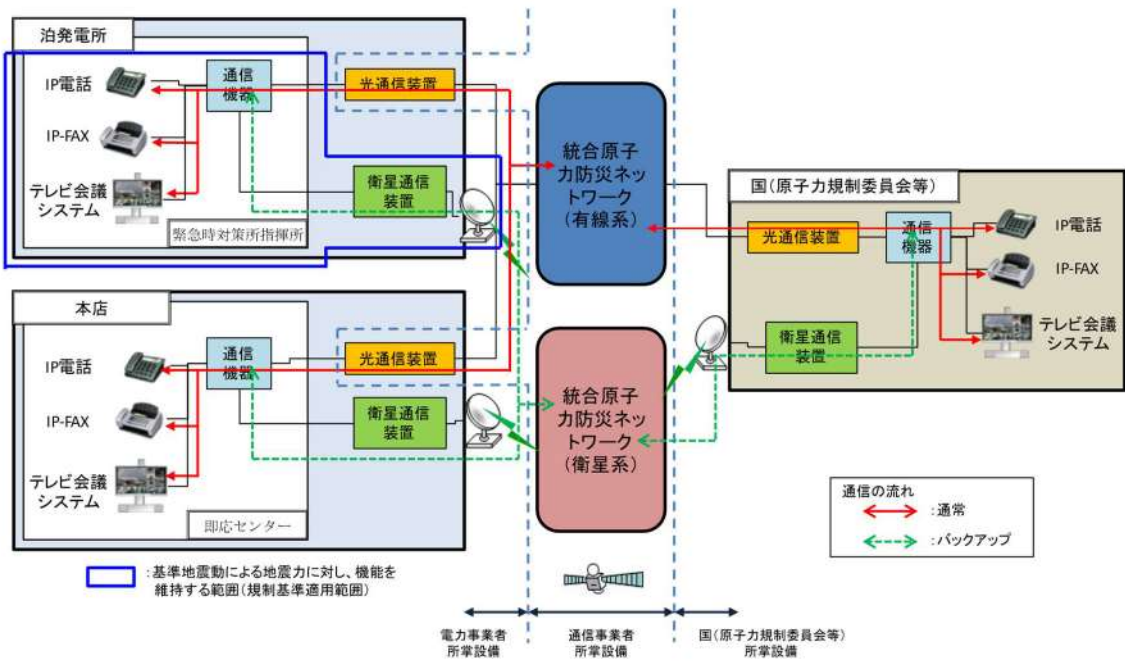 泊発電所
IP電話
IP-FAX
テレビ会議
システム
通信
機器
光通信装置
衛星通信
装置
緊急時対策所指揮所
本店
IP電話
IP-FAX
テレビ会議
システム
通信
機器
光通信装置
衛星通信
装置
即応センター
統合原子
力防災ネッ
トワーク
(有線系)
統合原子
力防災ネッ
トワーク
(衛星系)
国(原子力規制委員会等)
光通信装置
通信
機器
衛星通信
装置
IP電話
IP-FAX
テレビ会議
システム
通信の流れ
:通常
:バックアップ
:基準地震動による地震力に対し、機能を
維持する範囲(規制基準適用範囲)
電力事業者
所掌設備
通信事業者
所掌設備
国(原子力規制委員会等)
所掌設備